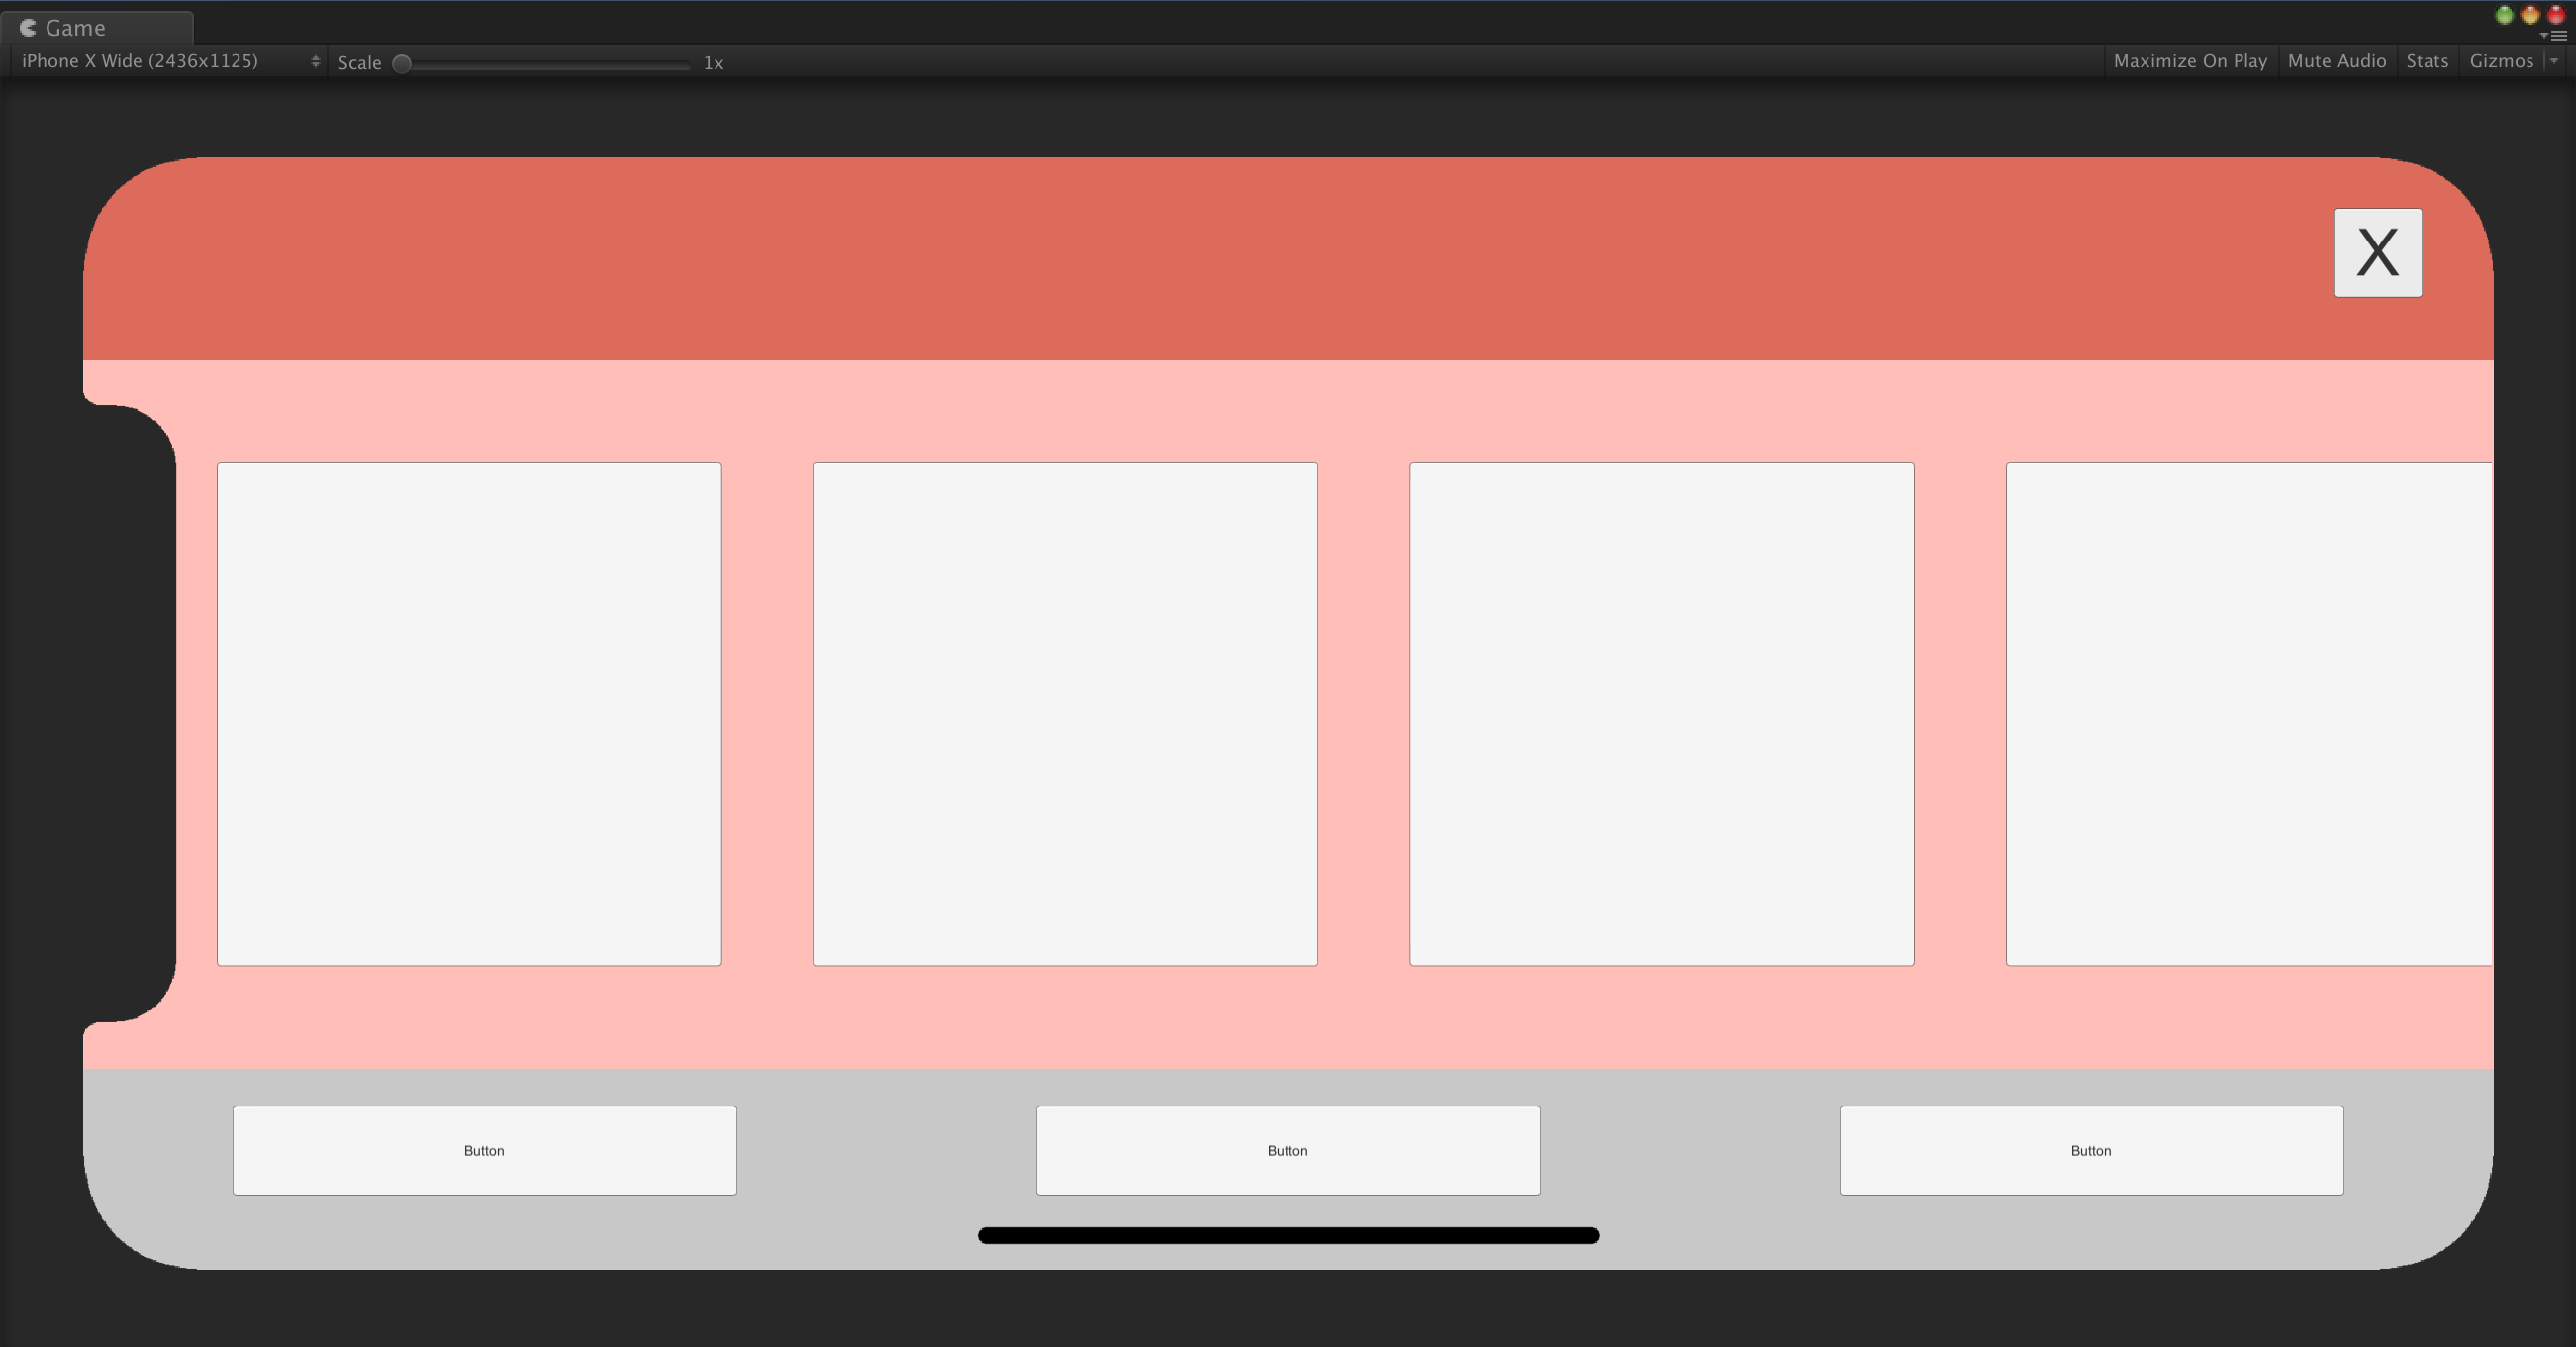 Game
iPhone X Wide (2436x1125) Scale 1x Maximize On Play Mute Audio Stats Gizmos
X
Button Button Button